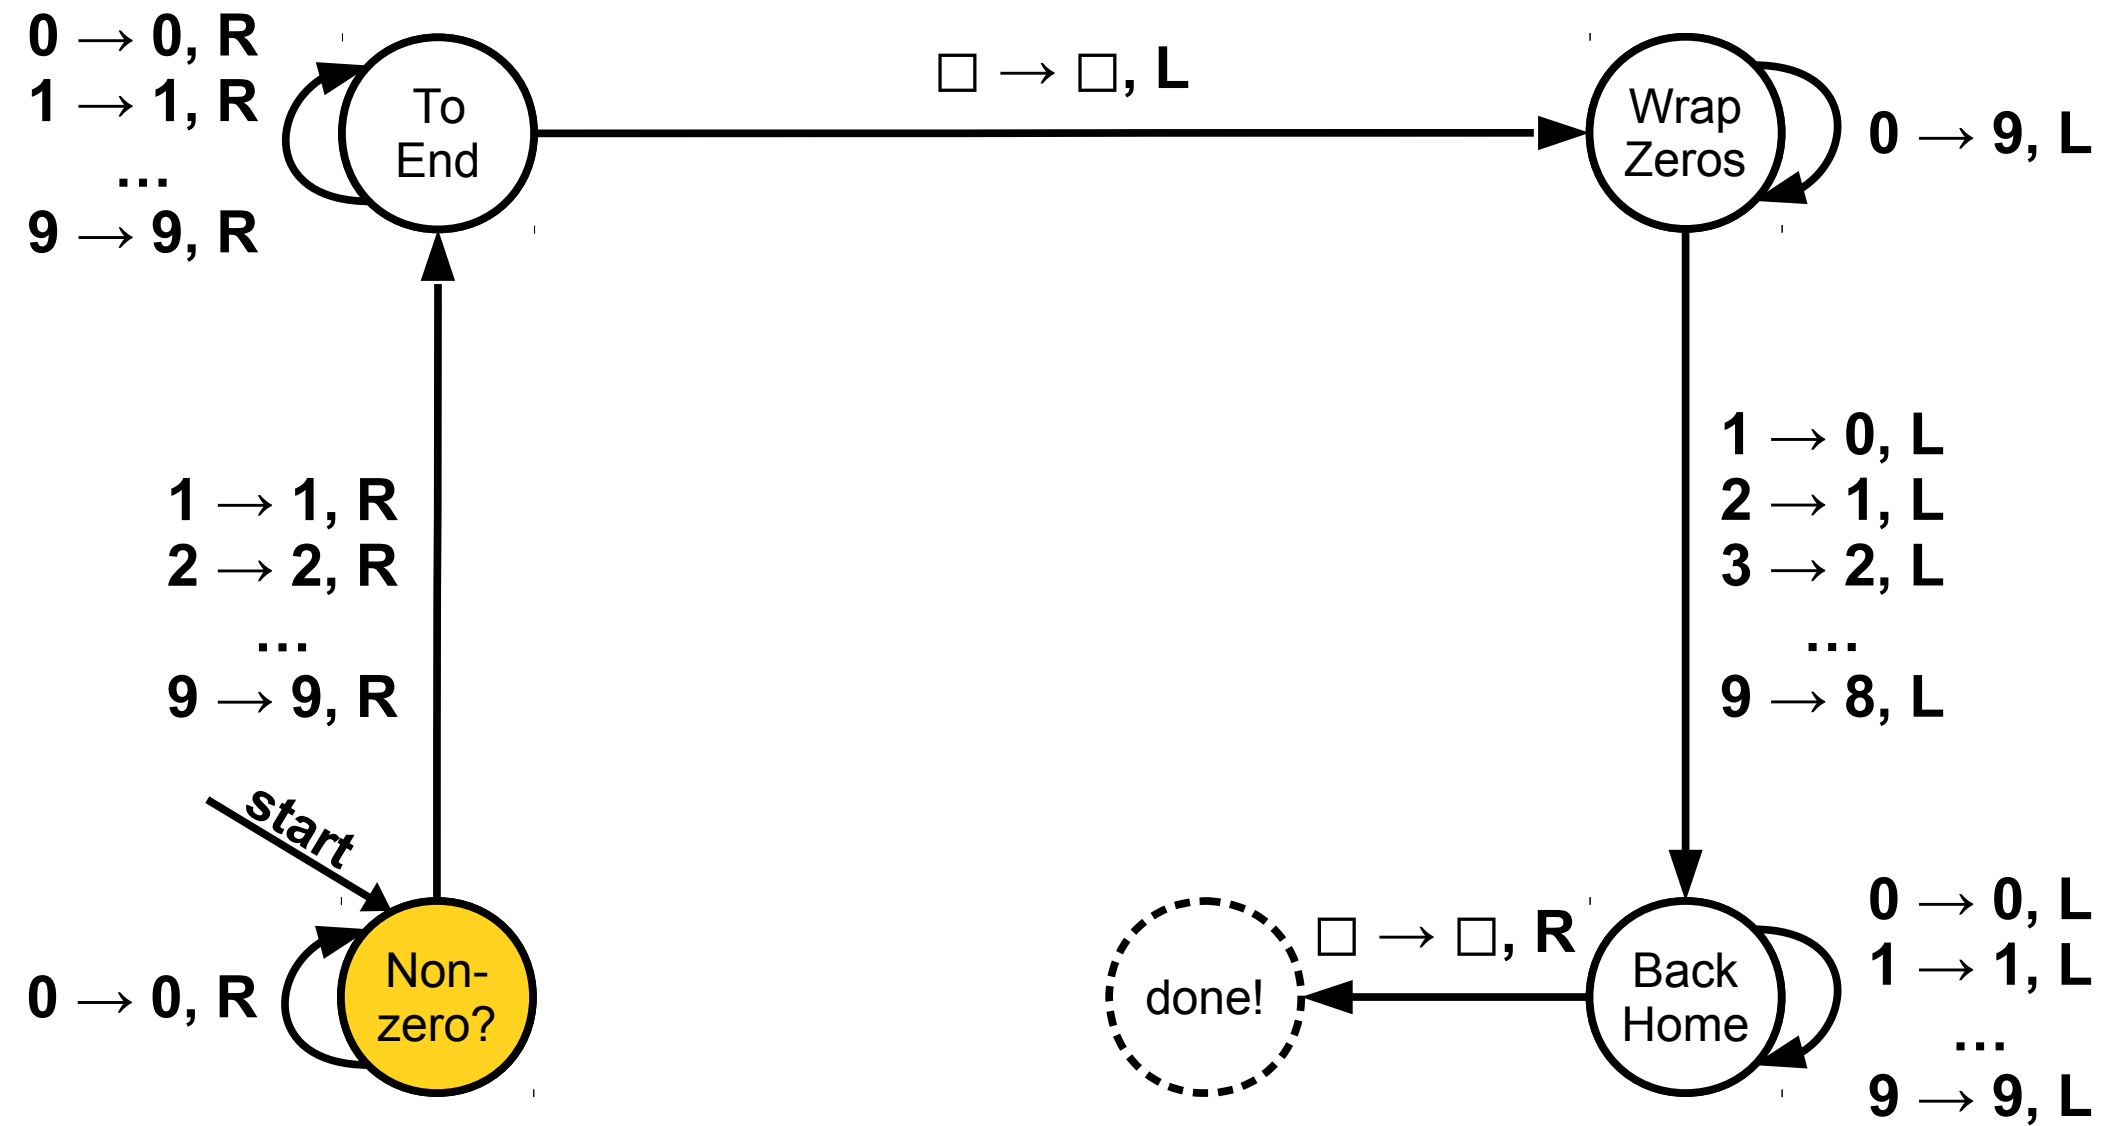 0 → 0, R
1 → 1, R
…
9 → 9, R
To
End
□ → □, L
Wrap
Zeros
0 → 9, L
1 → 1, R
2 → 2, R
…
9 → 9, R
1 → 0, L
2 → 1, L
3 → 2, L
…
9 → 8, L
start
Non-
zero?
0 → 0, R
done!
□ → □, R
Back
Home
0 → 0, L
1 → 1, L
…
9 → 9, L